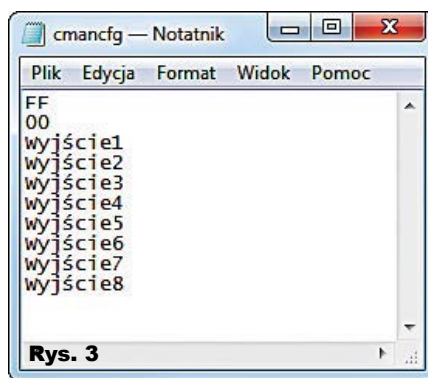 cmancfg — Notatnik
Plik Edycja Format Widok Pomoc
FF
00
Wyjście1
Wyjście2
Wyjście3
Wyjście4
Wyjście5
Wyjście6
Wyjście7
Wyjście8
Rys. 3